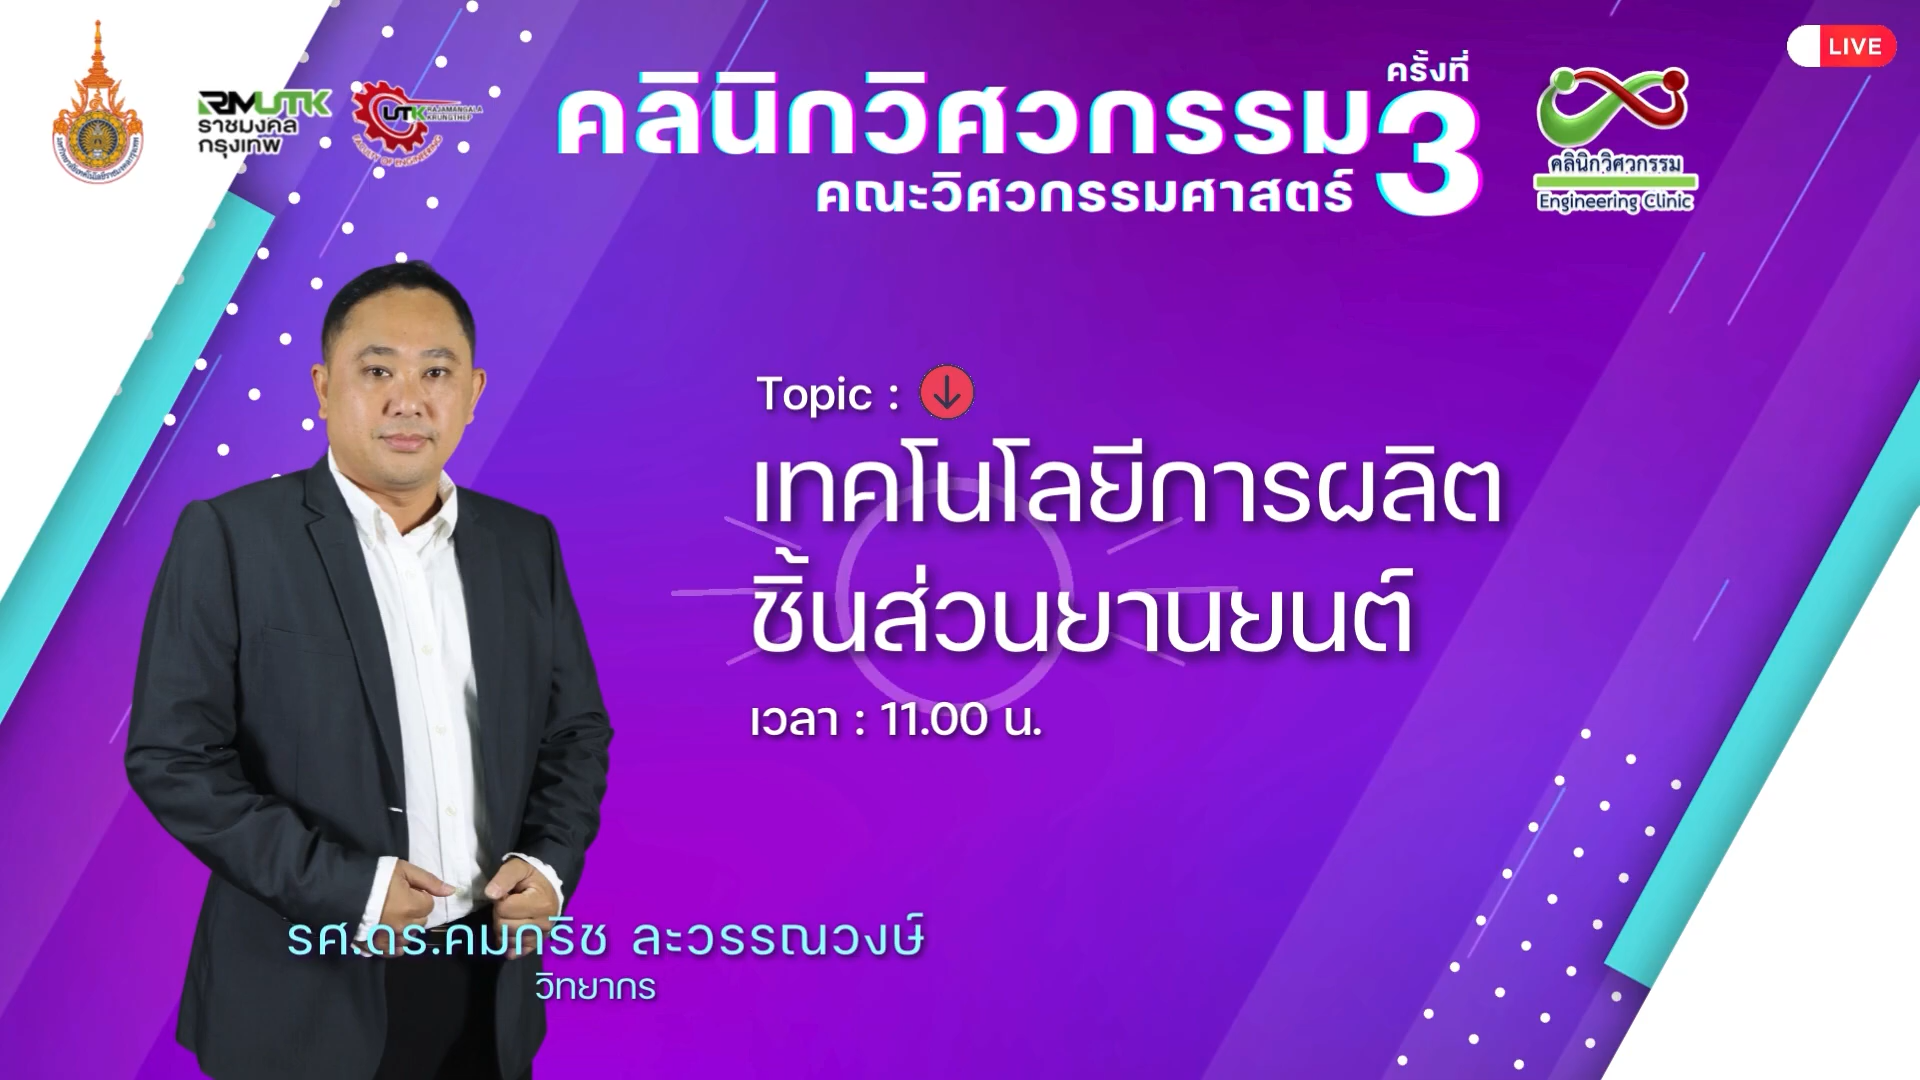 LIVE
RMUTK
ราชมงคล
กรุงเทพ
UTK RAJAMANGALA
KRUNGTHEP
FACULTY OF ENGINEERING
คลินิกวิศวกรรม
ครั้งที่
3
คณะวิศวกรรมศาสตร์
คลินิกวิศวกรรม
Engineering Clinic
Topic :
เทคโนโลยีการผลิต
ชิ้นส่วนยานยนต์
เวลา : 11.00 น.
รศ.ดร.คมกริช ละวรรณวงษ์
วิทยากร